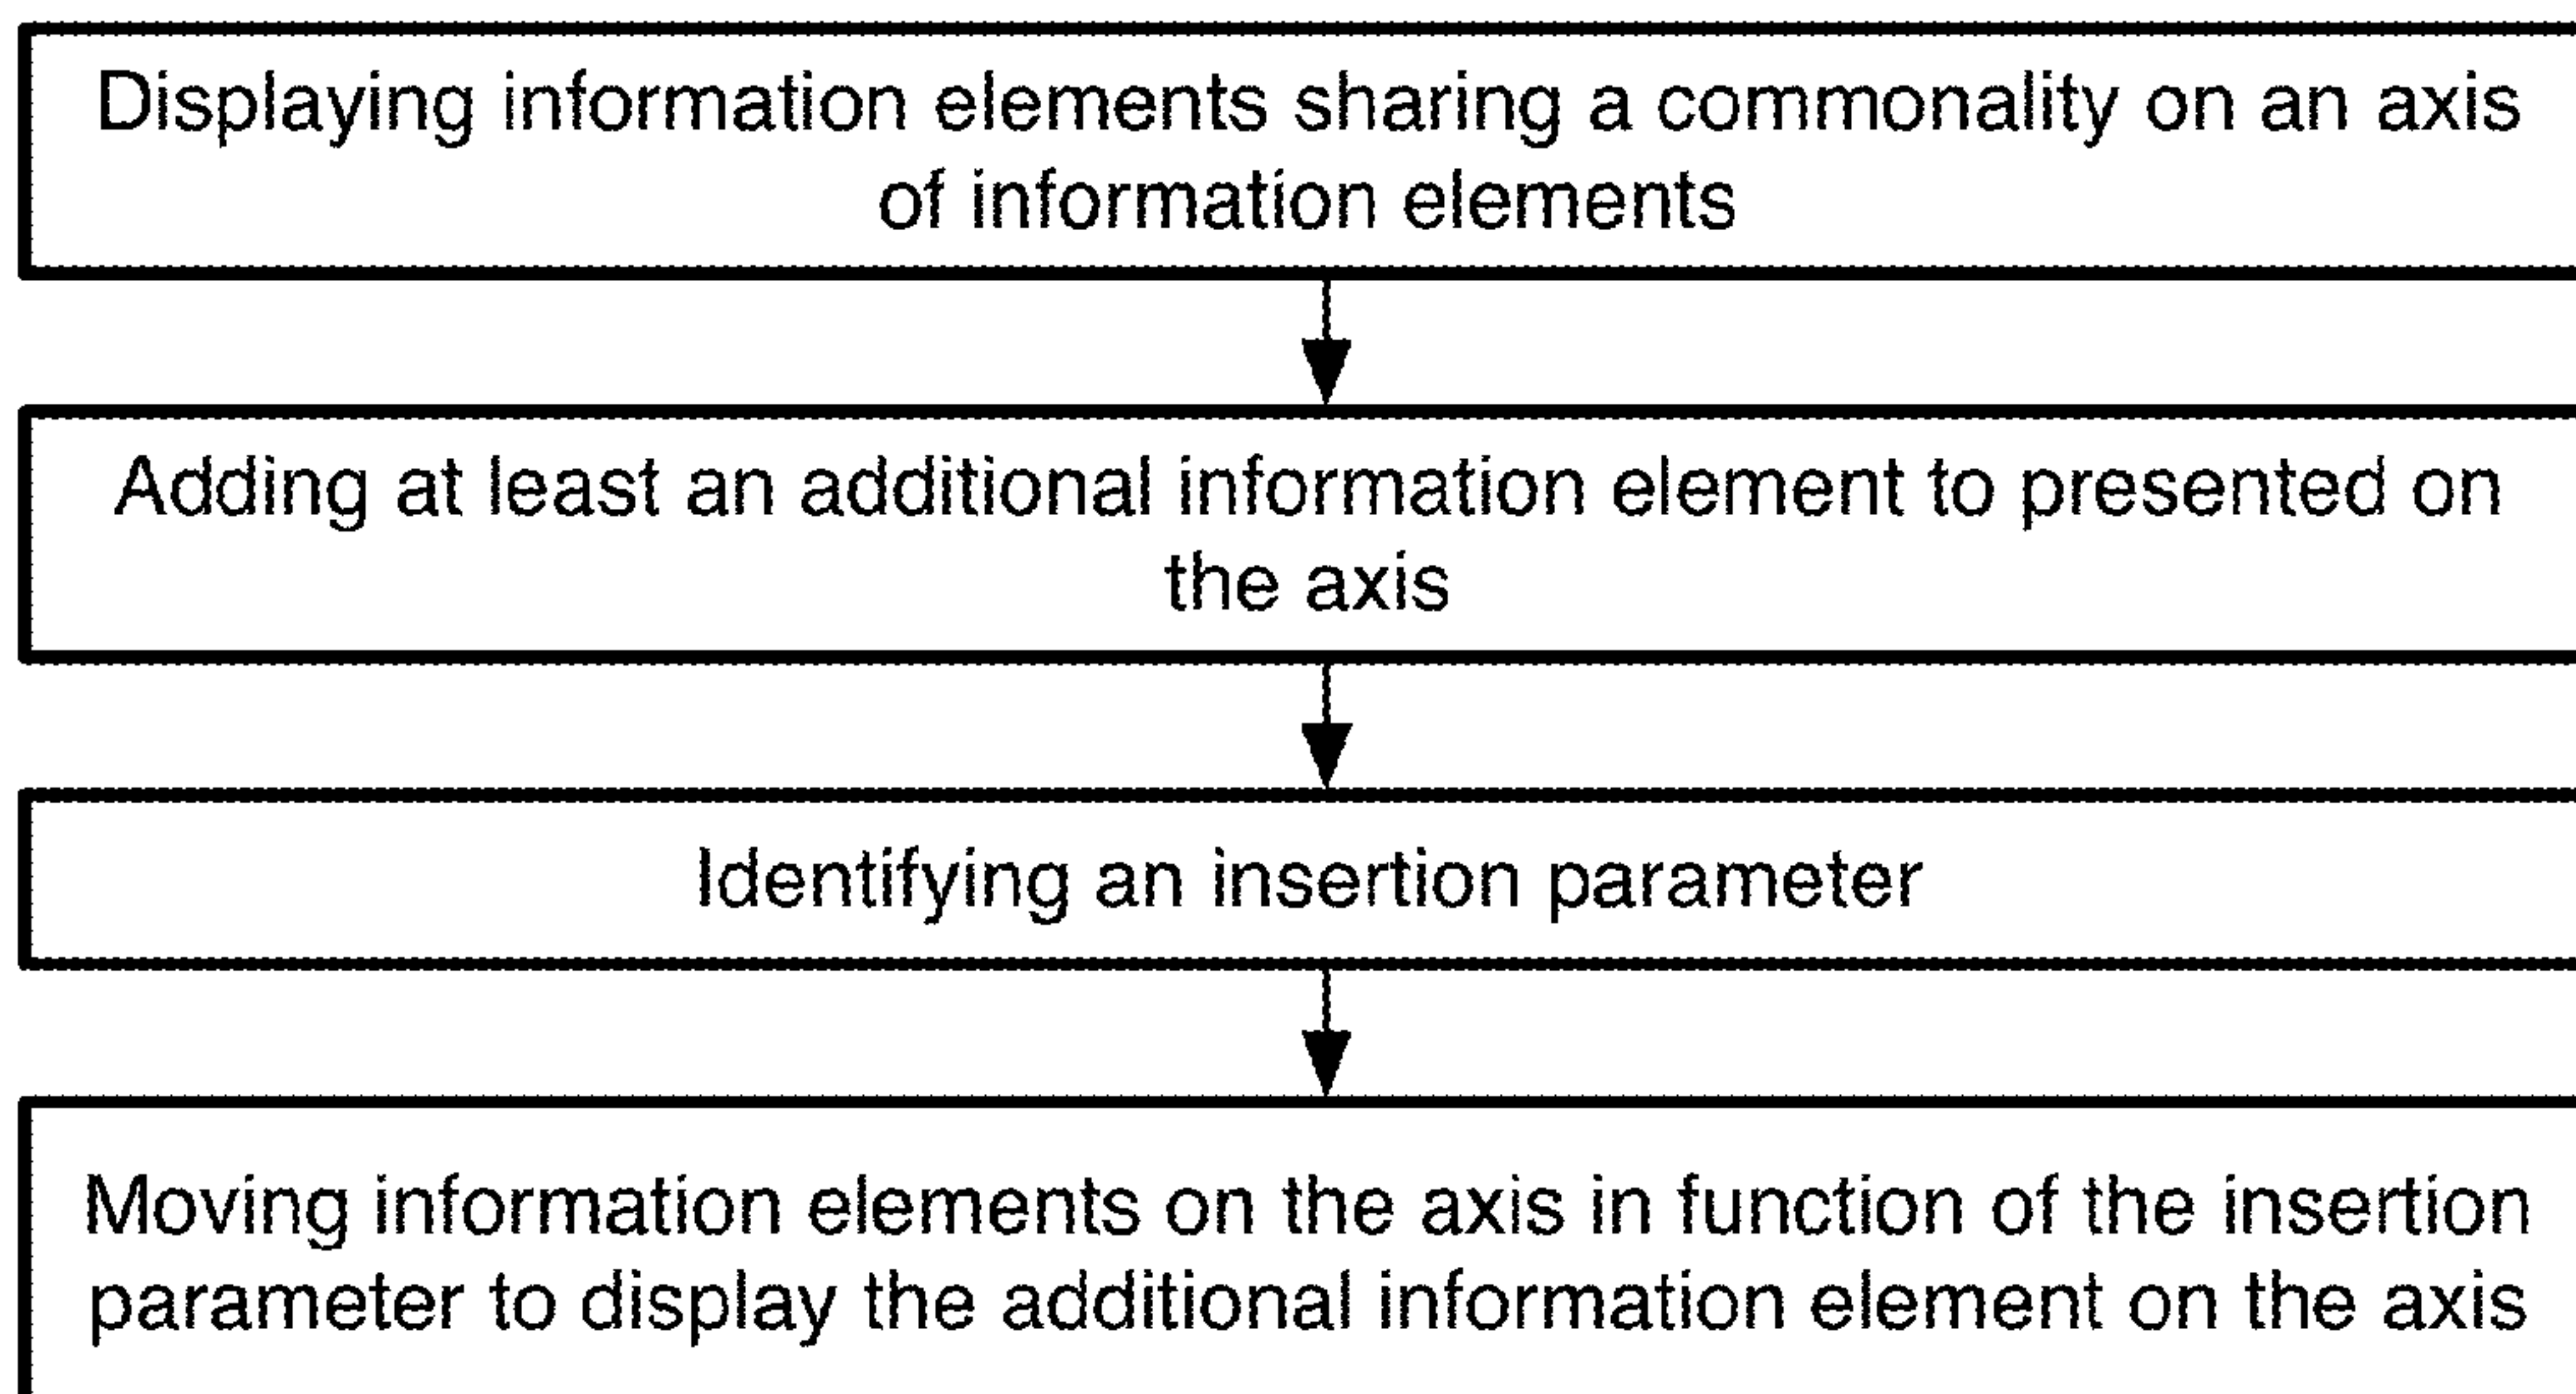 Displaying information elements sharing a commonality on an axis
of information elements
Adding at least an additional information element to presented on
the axis
Identifying an insertion parameter
Moving information elements on the axis in function of the insertion
parameter to display the additional information element on the axis